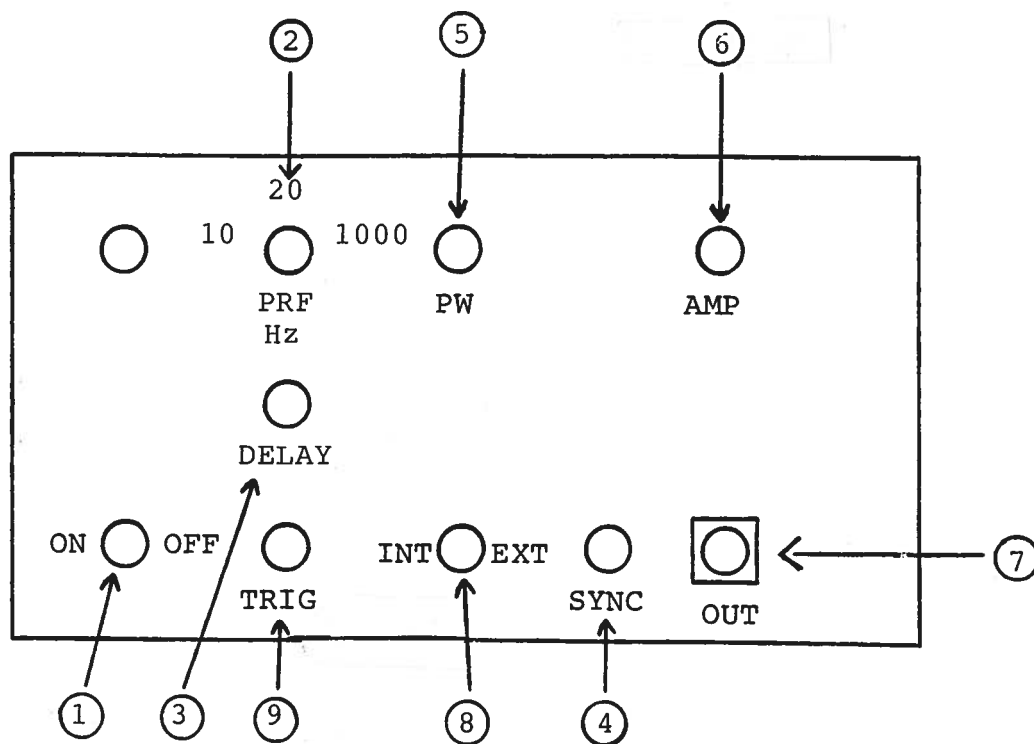 2 5 6
20
10 1000
PRF PW AMP
Hz
DELAY
ON OFF INT EXT
TRIG SYNC OUT
7
1 3 9 8 4